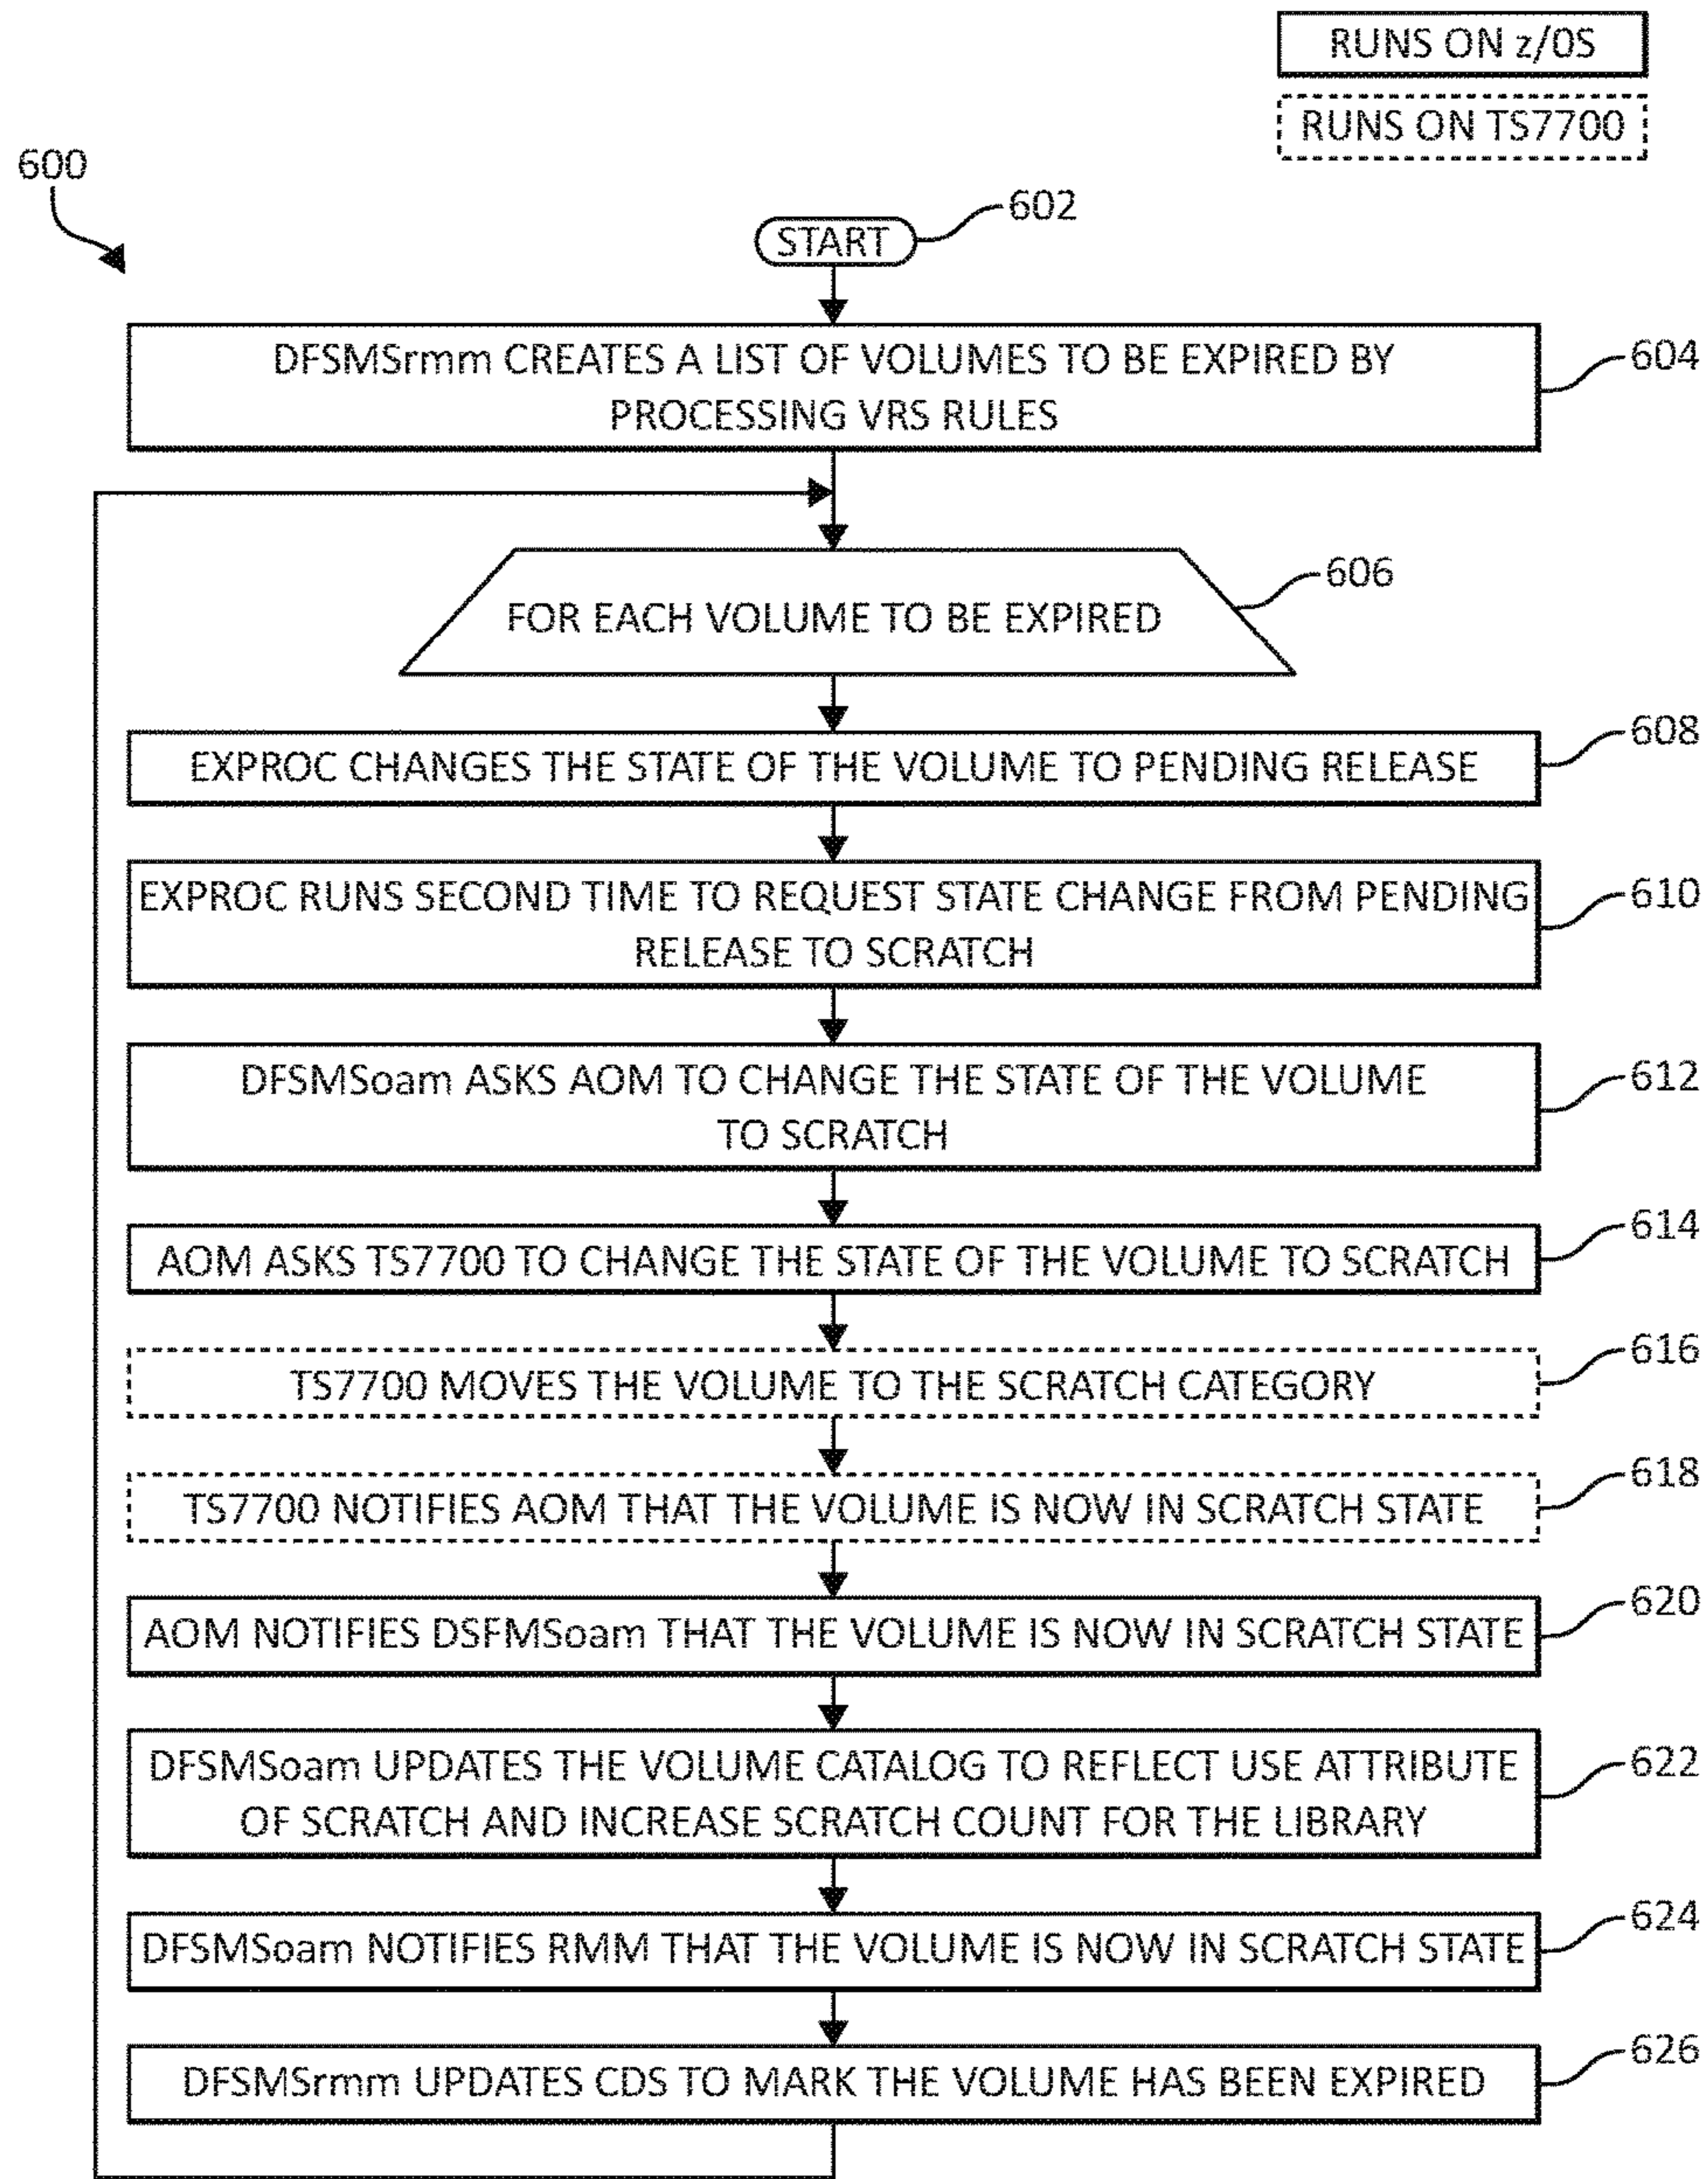 RUNS ON z/0S
RUNS ON TS7700
600
602
START
DFSMSrmm CREATES A LIST OF VOLUMES TO BE EXPIRED BY
PROCESSING VRS RULES
604
FOR EACH VOLUME TO BE EXPIRED
606
EXPROC CHANGES THE STATE OF THE VOLUME TO PENDING RELEASE
608
EXPROC RUNS SECOND TIME TO REQUEST STATE CHANGE FROM PENDING
RELEASE TO SCRATCH
610
DFSMSoam ASKS AOM TO CHANGE THE STATE OF THE VOLUME
TO SCRATCH
612
AOM ASKS TS7700 TO CHANGE THE STATE OF THE VOLUME TO SCRATCH
614
TS7700 MOVES THE VOLUME TO THE SCRATCH CATEGORY
616
TS7700 NOTIFIES AOM THAT THE VOLUME IS NOW IN SCRATCH STATE
618
AOM NOTIFIES DSFMSoam THAT THE VOLUME IS NOW IN SCRATCH STATE
620
DFSMSoam UPDATES THE VOLUME CATALOG TO REFLECT USE ATTRIBUTE
OF SCRATCH AND INCREASE SCRATCH COUNT FOR THE LIBRARY
622
DFSMSoam NOTIFIES RMM THAT THE VOLUME IS NOW IN SCRATCH STATE
624
DFSMSrmm UPDATES CDS TO MARK THE VOLUME HAS BEEN EXPIRED
626